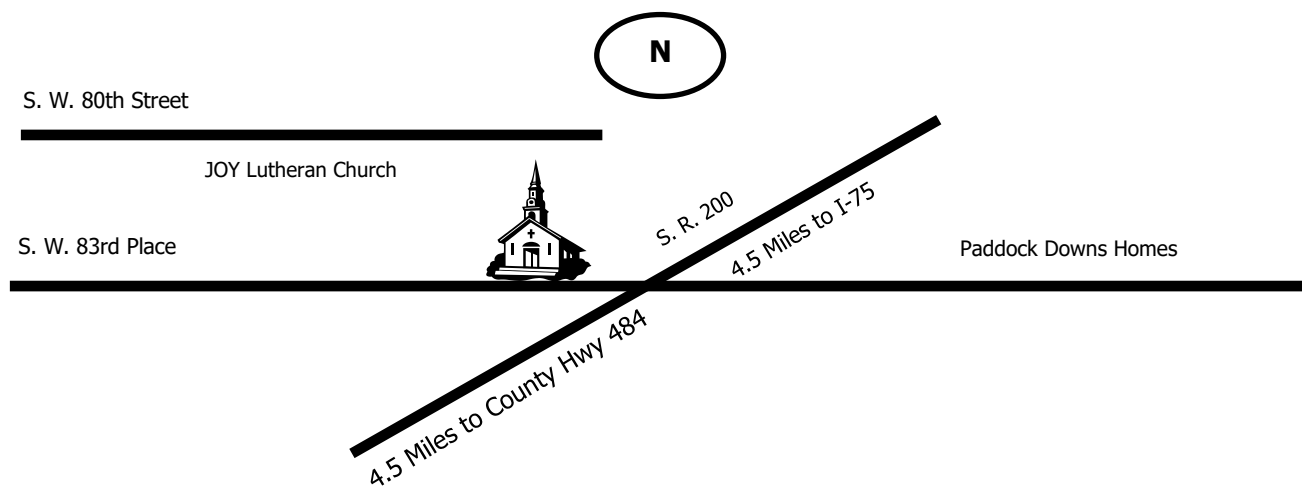 N
S. W. 80th Street
JOY Lutheran Church
S. R. 200
4.5 Miles to I-75
S. W. 83rd Place
Paddock Downs Homes
4.5 Miles to County Hwy 484